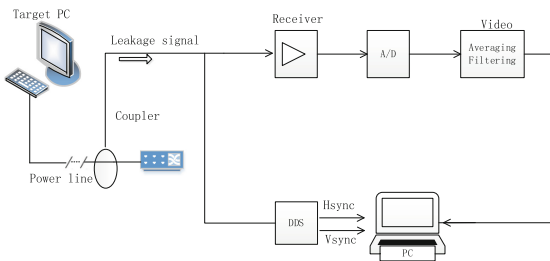 Target PC
Receiver
Video
Leakage signal
A/D
Averaging
Filtering
Coupler
Power line
DDS
Hsync
Vsync
PC